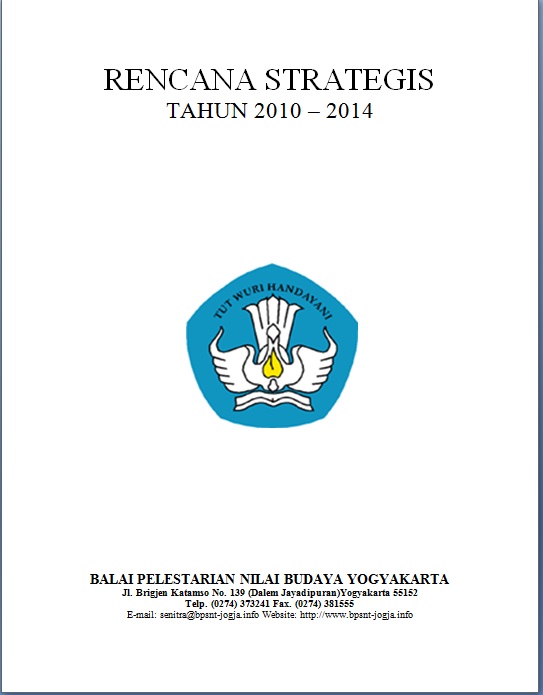 RENCANA STRATEGIS
TAHUN 2010 – 2014
TUT WURI HANDAYANI
BALAI PELESTARIAN NILAI BUDAYA YOGYAKARTA
Jl. Brigjen Katamso No. 139 (Dalem Jayadipuran)Yogyakarta 55152
Telp. (0274) 373241 Fax. (0274) 381555
E-mail: senitra@bpsnt-jogja.info Website: http://www.bpsnt-jogja.info